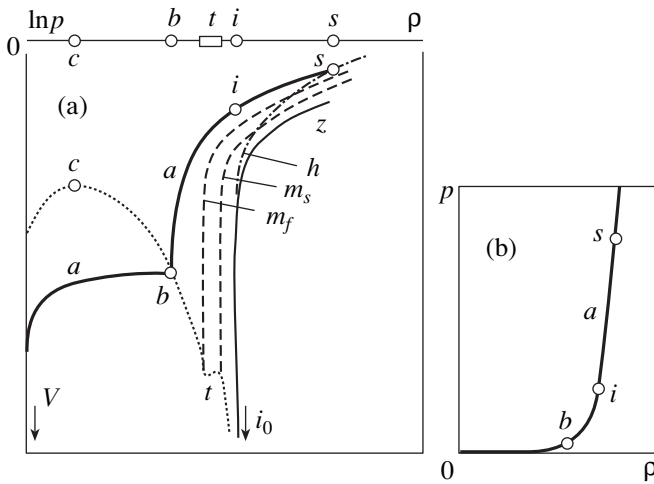 ln p b t i s ρ
0 c
s
(a) i
z
c a h
m_s
m_f p
a s
(b)
b a
t i
V i_0 b
0 ρ